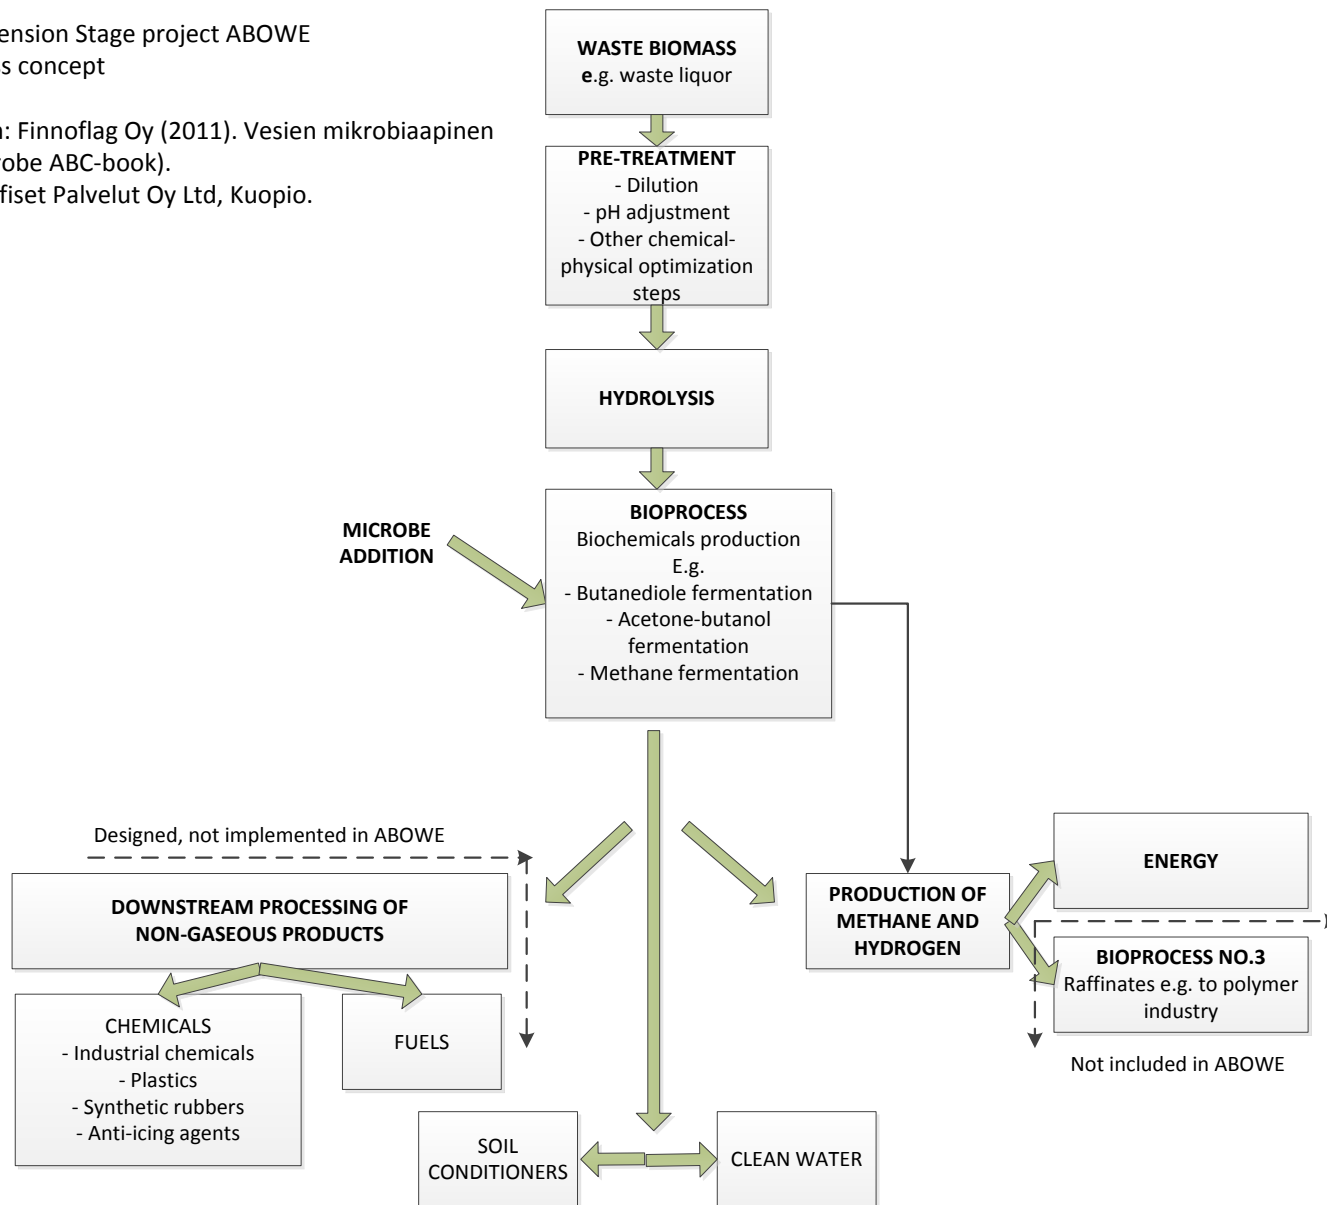 ension Stage project ABOWE
ss concept
n: Finnoflag Oy (2011). Vesien mikrobiaapinen
robe ABC-book).
fiset Palvelut Oy Ltd, Kuopio.
WASTE BIOMASS
e.g. waste liquor
PRE-TREATMENT
- Dilution
- pH adjustment
- Other chemical-
physical optimization
steps
HYDROLYSIS
MICROBE
ADDITION
BIOPROCESS
Biochemicals production
E.g.
- Butanediole fermentation
- Acetone-butanol
fermentation
- Methane fermentation
Designed, not implemented in ABOWE
DOWNSTREAM PROCESSING OF
NON-GASEOUS PRODUCTS
CHEMICALS
- Industrial chemicals
- Plastics
- Synthetic rubbers
- Anti-icing agents
FUELS
SOIL
CONDITIONERS
CLEAN WATER
PRODUCTION OF
METHANE AND
HYDROGEN
ENERGY
BIOPROCESS NO.3
Raffinates e.g. to polymer
industry
Not included in ABOWE